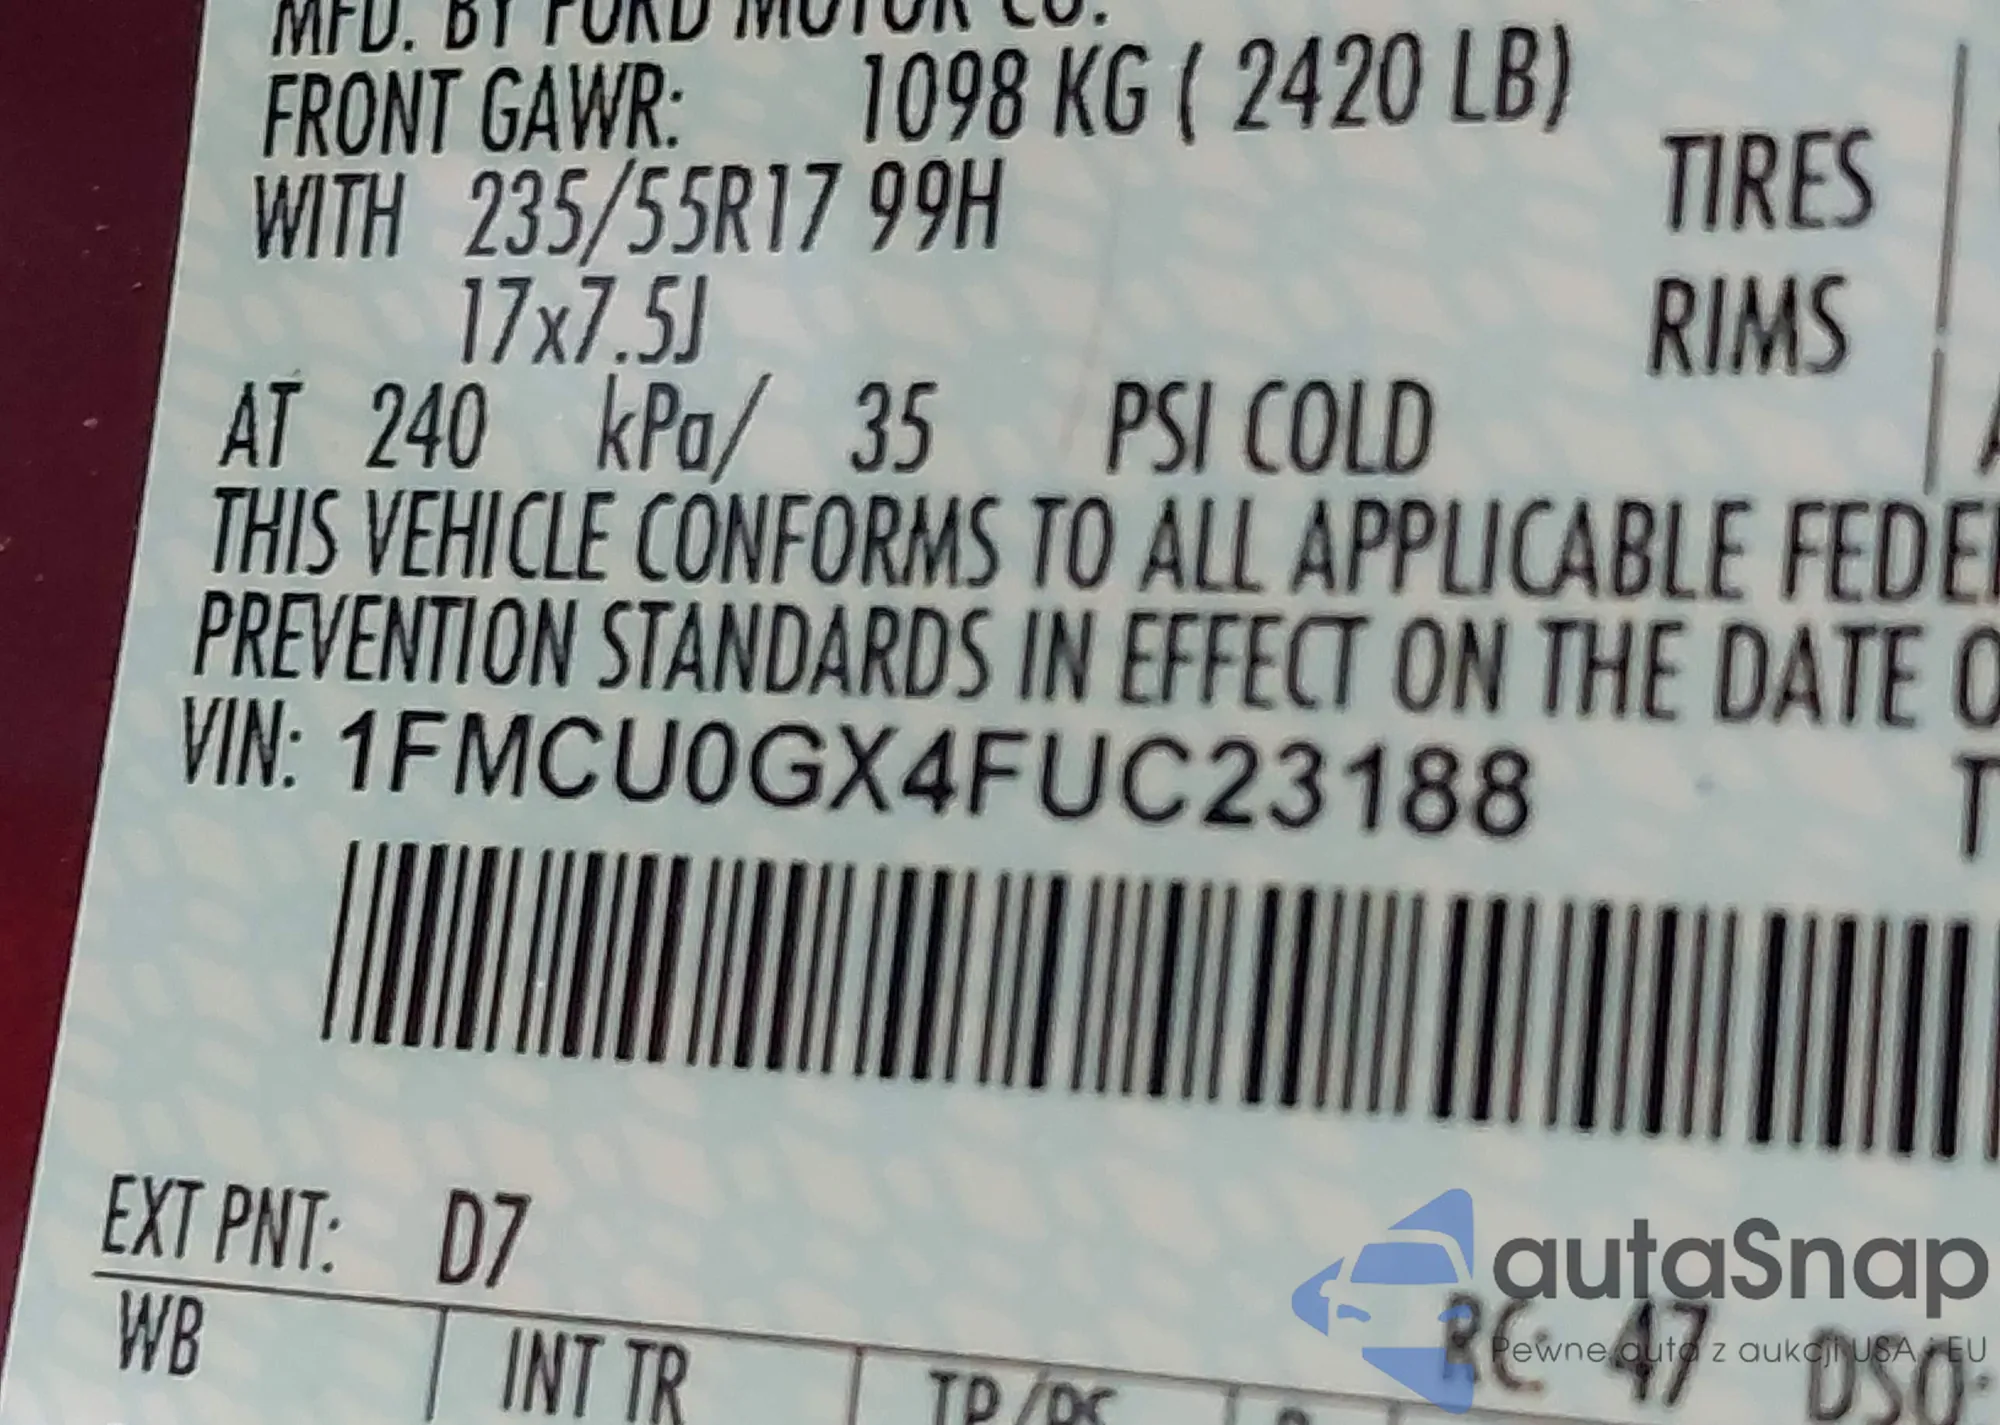 MFD. BY FORD MOTOR CO.
FRONT GAWR: 1098 KG ( 2420 LB)
WITH 235/55R17 99H TIRES
17x7.5J RIMS
AT 240 kPa/ 35 PSI COLD
THIS VEHICLE CONFORMS TO ALL APPLICABLE FEDE
PREVENTION STANDARDS IN EFFECT ON THE DATE O
VIN: 1FMCU0GX4FUC23188 T
EXT PNT: D7
RC: 47 DSO:
WB INT TR TP/PS
autaSnap
Pewne auta z aukcji USA i EU